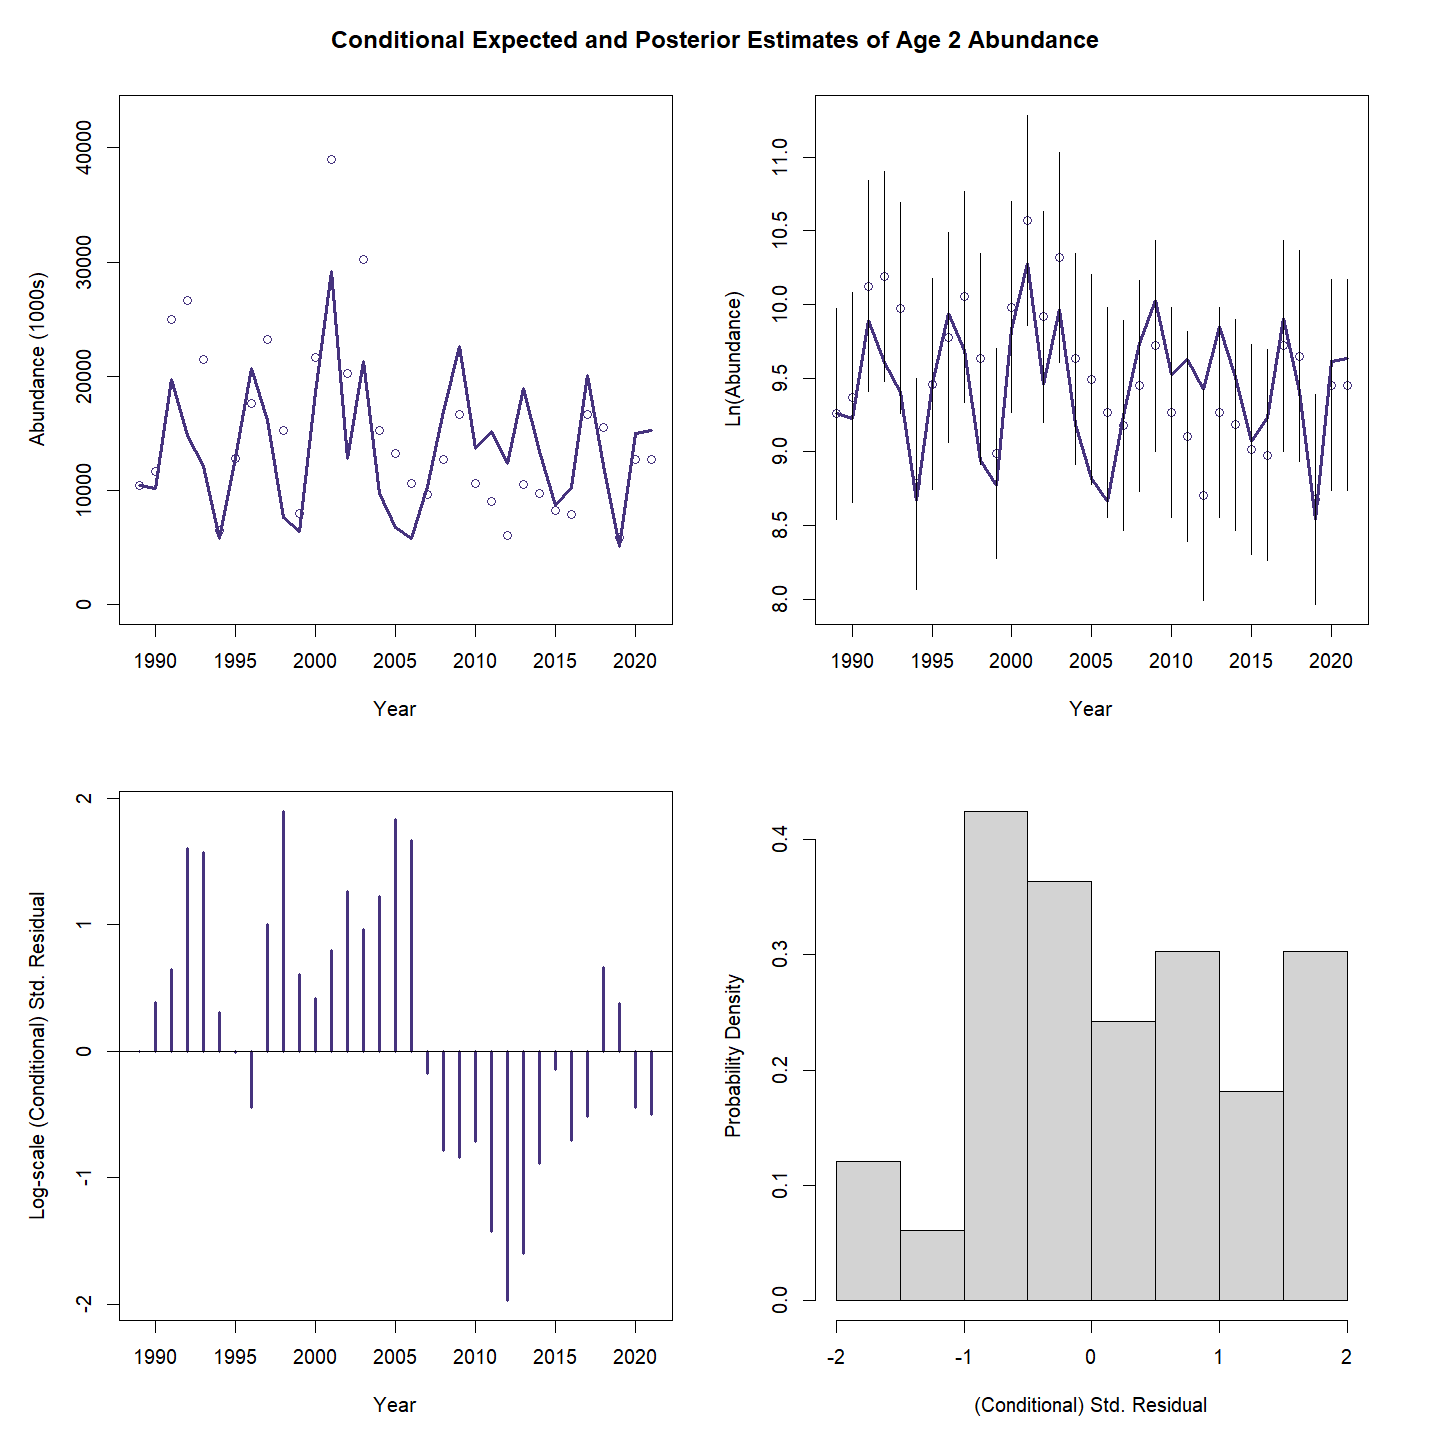 Conditional Expected and Posterior Estimates of Age 2 Abundance
Abundance (1000s)
40000
30000
20000
10000
0
1990 1995 2000 2005 2010 2015 2020
Year
Ln(Abundance)
11.0
10.5
10.0
9.5
9.0
8.5
8.0
1990 1995 2000 2005 2010 2015 2020
Year
Log-scale (Conditional) Std. Residual
2
1
0
-1
-2
1990 1995 2000 2005 2010 2015 2020
Year
Probability Density
0.4
0.3
0.2
0.1
0.0
-2 -1 0 1 2
(Conditional) Std. Residual